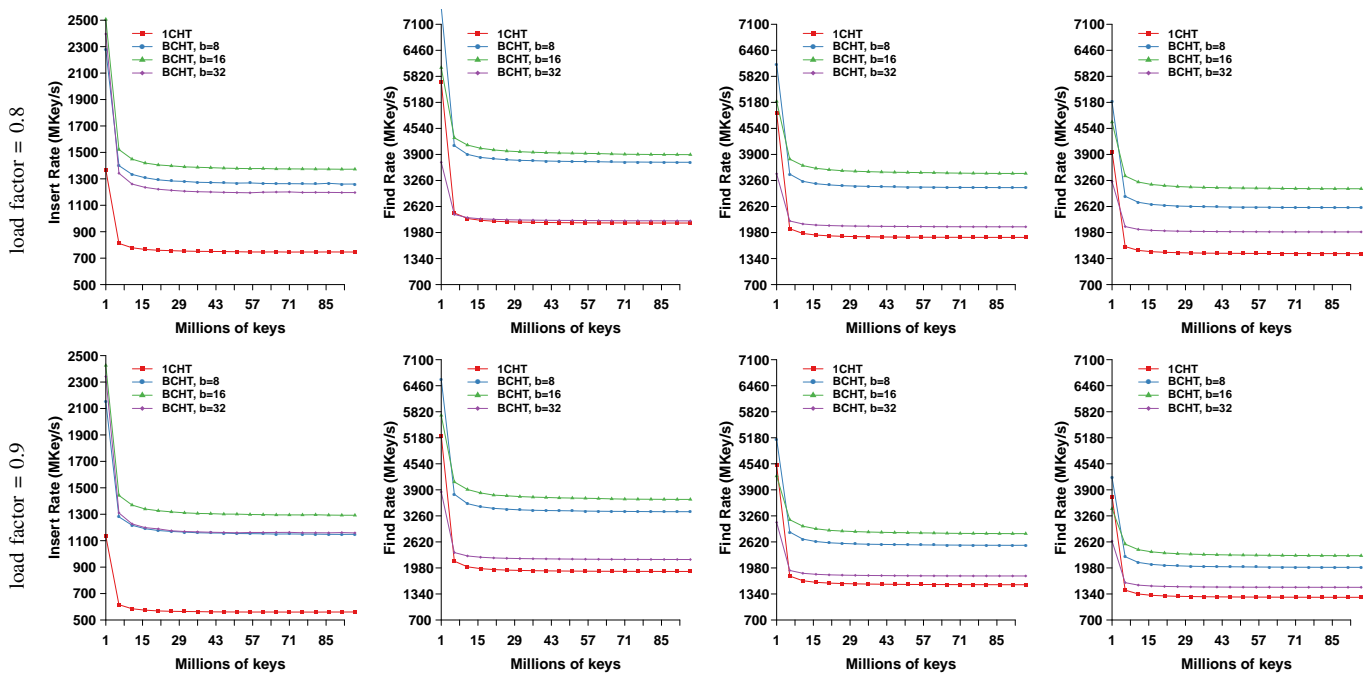 load factor = 0.8
Insert Rate (MKey/s)
2500
2300
2100
1900
1700
1500
1300
1100
900
700
500
1CHT
BCHT, b=8
BCHT, b=16
BCHT, b=32
1 15 29 43 57 71 85
Millions of keys
Find Rate (MKey/s)
7100
6460
5820
5180
4540
3900
3260
2620
1980
1340
700
1CHT
BCHT, b=8
BCHT, b=16
BCHT, b=32
1 15 29 43 57 71 85
Millions of keys
Find Rate (MKey/s)
7100
6460
5820
5180
4540
3900
3260
2620
1980
1340
700
1CHT
BCHT, b=8
BCHT, b=16
BCHT, b=32
1 15 29 43 57 71 85
Millions of keys
Find Rate (MKey/s)
7100
6460
5820
5180
4540
3900
3260
2620
1980
1340
700
1CHT
BCHT, b=8
BCHT, b=16
BCHT, b=32
1 15 29 43 57 71 85
Millions of keys
load factor = 0.9
Insert Rate (MKey/s)
2500
2300
2100
1900
1700
1500
1300
1100
900
700
500
1CHT
BCHT, b=8
BCHT, b=16
BCHT, b=32
1 15 29 43 57 71 85
Millions of keys
Find Rate (MKey/s)
7100
6460
5820
5180
4540
3900
3260
2620
1980
1340
700
1CHT
BCHT, b=8
BCHT, b=16
BCHT, b=32
1 15 29 43 57 71 85
Millions of keys
Find Rate (MKey/s)
7100
6460
5820
5180
4540
3900
3260
2620
1980
1340
700
1CHT
BCHT, b=8
BCHT, b=16
BCHT, b=32
1 15 29 43 57 71 85
Millions of keys
Find Rate (MKey/s)
7100
6460
5820
5180
4540
3900
3260
2620
1980
1340
700
1CHT
BCHT, b=8
BCHT, b=16
BCHT, b=32
1 15 29 43 57 71 85
Millions of keys